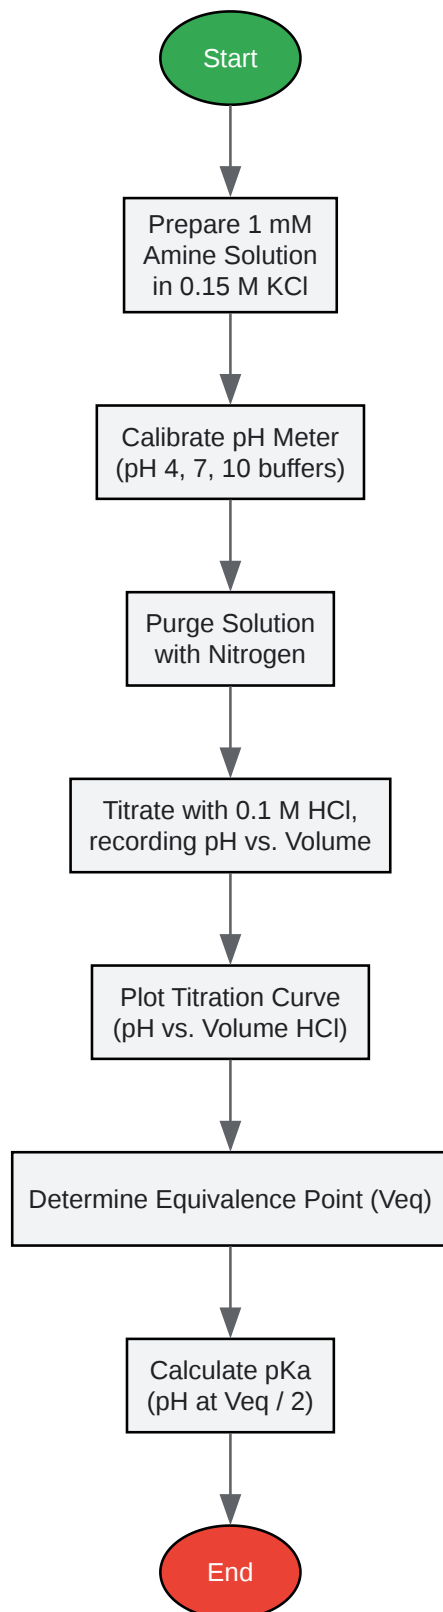 Start
Prepare 1 mM
Amine Solution
in 0.15 M KCl
Calibrate pH Meter
(pH 4, 7, 10 buffers)
Purge Solution
with Nitrogen
Titrate with 0.1 M HCl,
recording pH vs. Volume
Plot Titration Curve
(pH vs. Volume HCl)
Determine Equivalence Point (Veq)
Calculate pKa
(pH at Veq / 2)
End